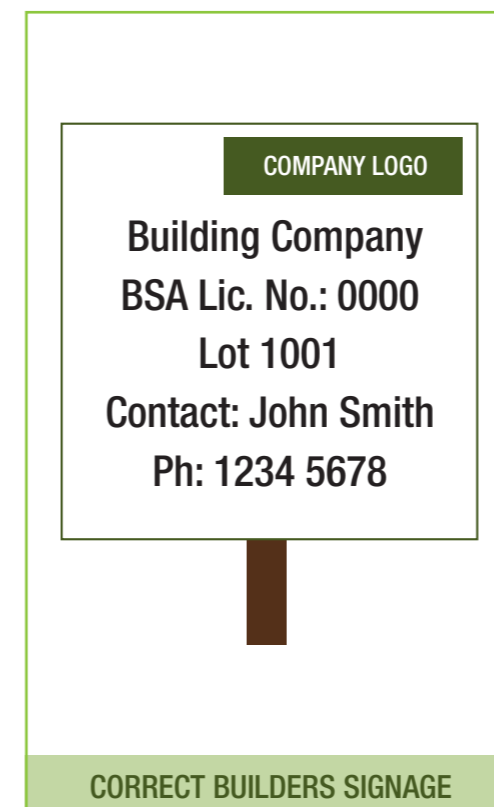 COMPANY LOGO
Building Company
BSA Lic. No.: 0000
Lot 1001
Contact: John Smith
Ph: 1234 5678
CORRECT BUILDERS SIGNAGE